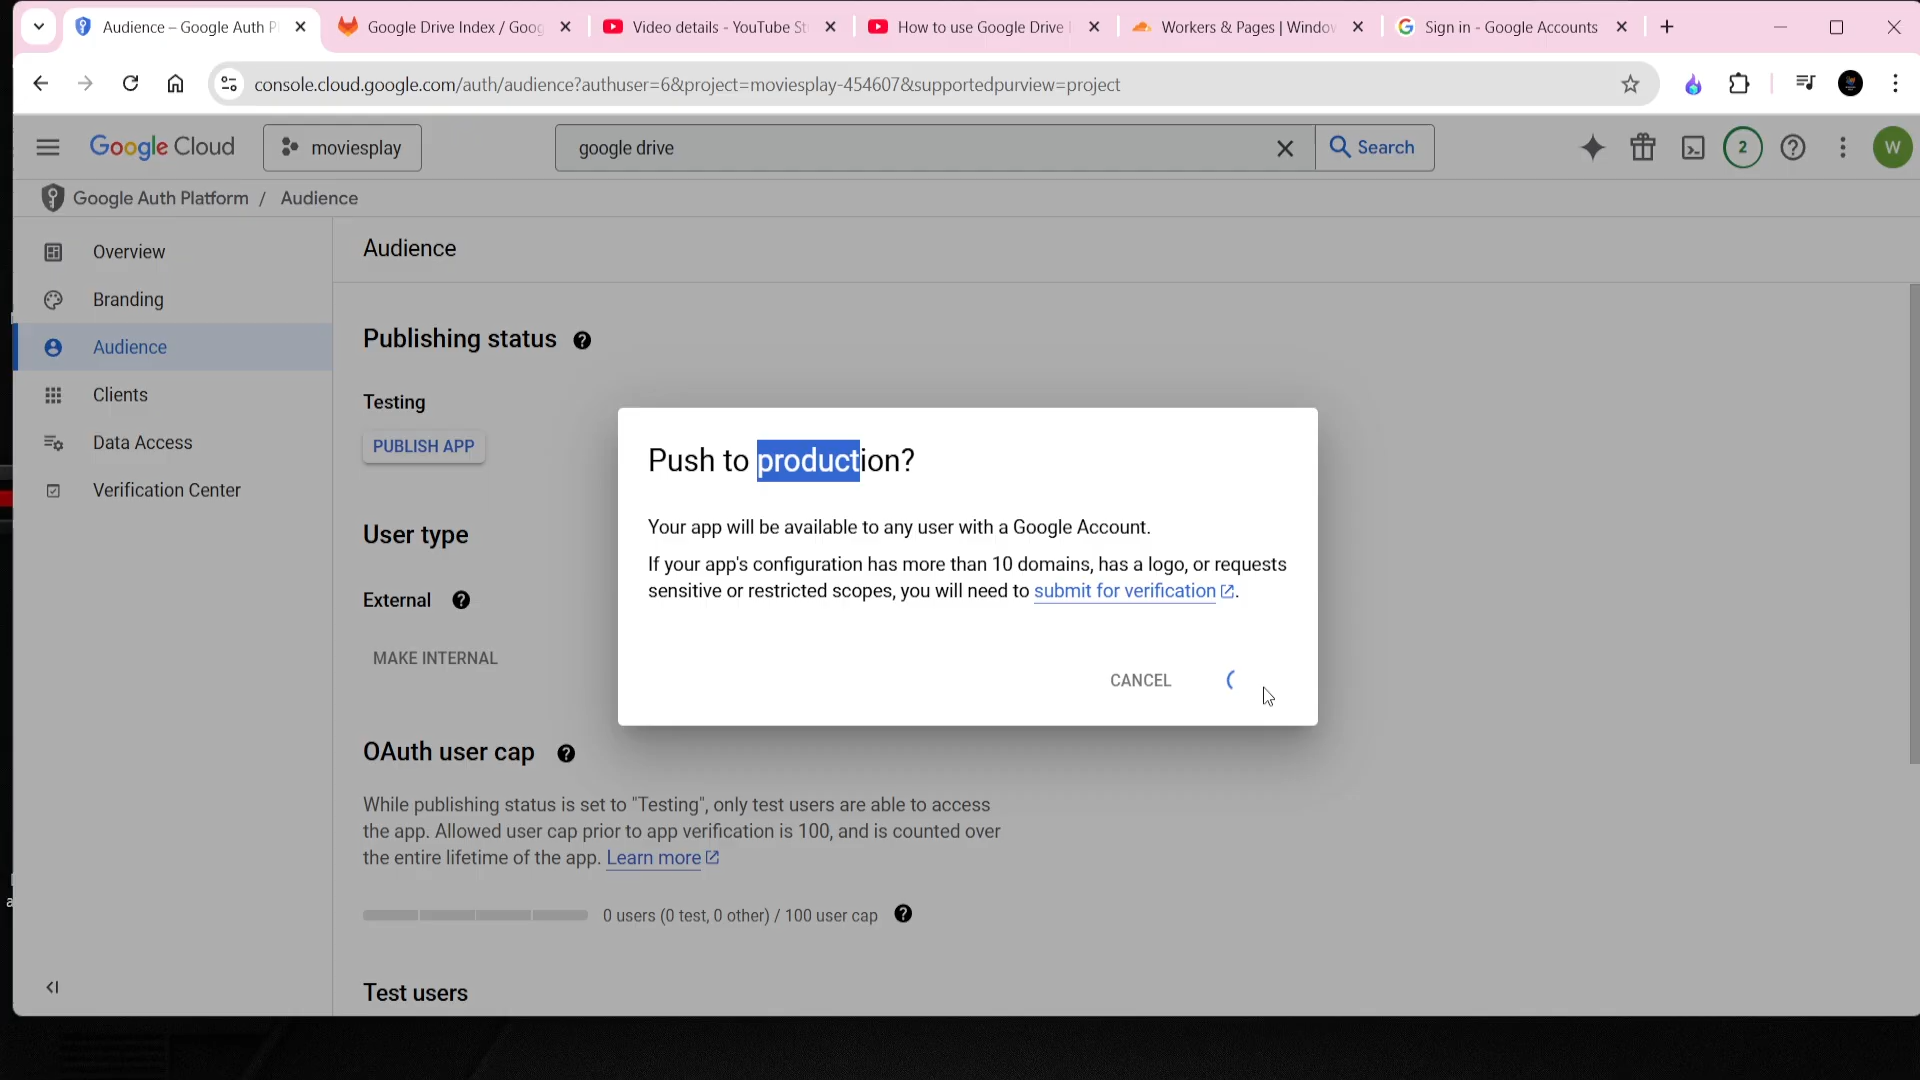 Audience – Google Auth Pl
Google Drive Index / Goog
Video details - YouTube St
How to use Google Drive I
Workers & Pages | Window
Sign in - Google Accounts
console.cloud.google.com/auth/audience?authuser=6&project=moviesplay-454607&supportedpurview=project
Google Cloud
moviesplay
google drive
Search
2
W
Google Auth Platform / Audience
Overview
Branding
Audience
Clients
Data Access
Verification Center
Audience
Publishing status
Testing
PUBLISH APP
User type
External
MAKE INTERNAL
OAuth user cap
While publishing status is set to "Testing", only test users are able to access
the app. Allowed user cap prior to app verification is 100, and is counted over
the entire lifetime of the app. Learn more
0 users (0 test, 0 other) / 100 user cap
Test users
Push to production?
Your app will be available to any user with a Google Account.
If your app's configuration has more than 10 domains, has a logo, or requests
sensitive or restricted scopes, you will need to submit for verification.
CANCEL